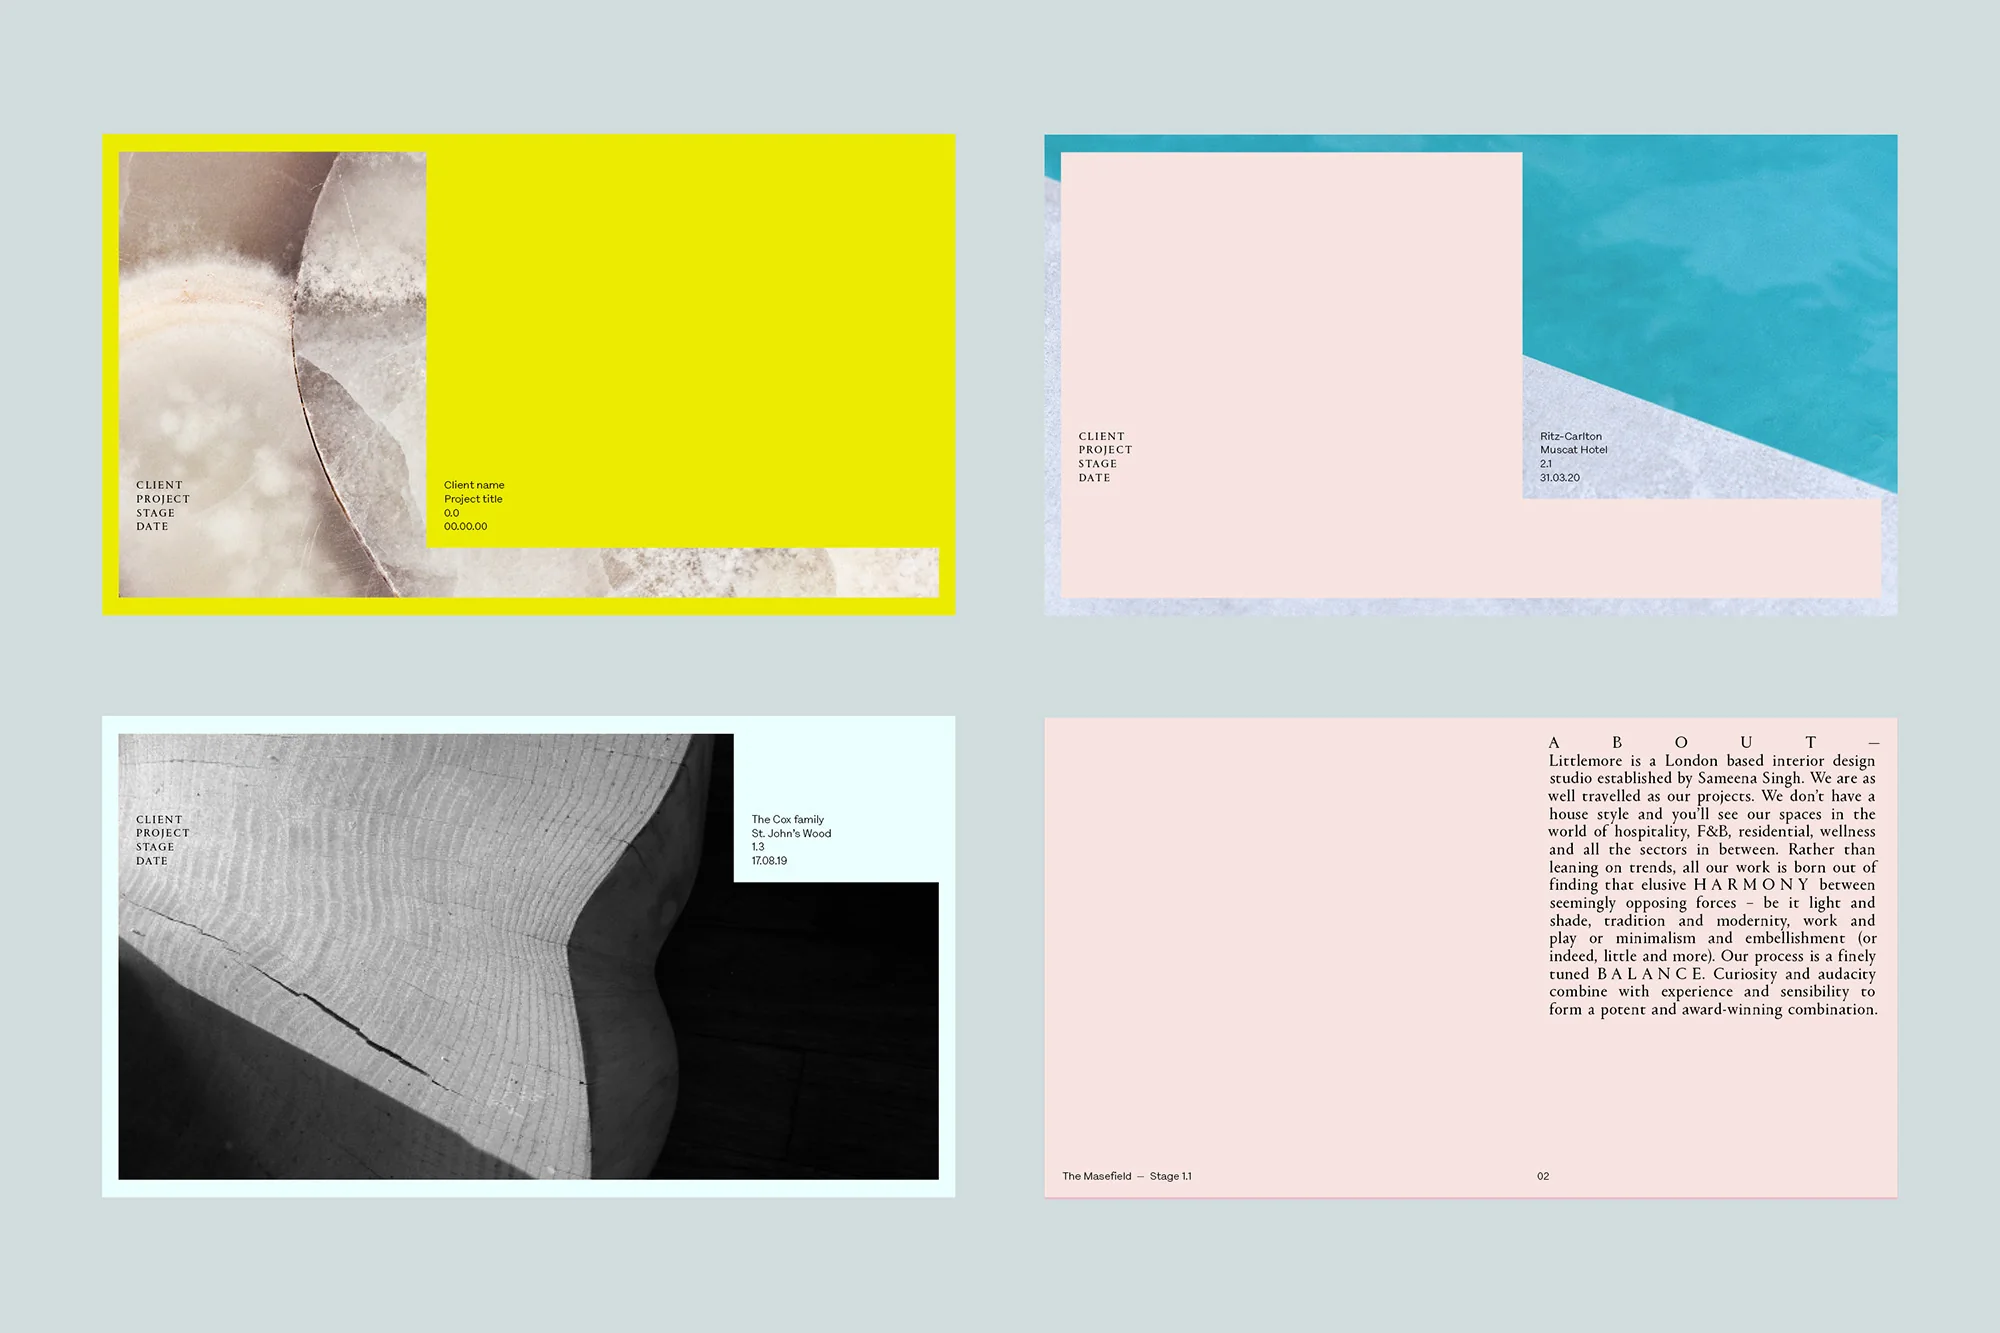 CLIENT
PROJECT
STAGE
DATE
Client name
Project title
0.0
00.00.00
CLIENT
PROJECT
STAGE
DATE
Ritz-Carlton
Muscat Hotel
2.1
31.03.20
CLIENT
PROJECT
STAGE
DATE
The Cox family
St. John's Wood
1.3
17.08.19
A B O U T —
Littlemore is a London based interior design
studio established by Sameena Singh. We are as
well travelled as our projects. We don't have a
house style and you'll see our spaces in the
world of hospitality, F&B, residential, wellness
and all the sectors in between. Rather than
leaning on trends, all our work is born out of
finding that elusive H A R M O N Y between
seemingly opposing forces – be it light and
shade, tradition and modernity, work and
play or minimalism and embellishment (or
indeed, little and more). Our process is a finely
tuned B A L A N C E. Curiosity and audacity
combine with experience and sensibility to
form a potent and award-winning combination.
The Masefield — Stage 1.1
02